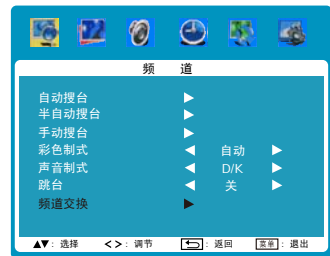 频 道
自动搜台 ▶
半自动搜台 ▶
手动搜台 ▶
彩色制式 ◀ 自动 ▶
声音制式 ◀ D/K ▶
跳台 ◀ 关 ▶
频道交换 ▶
▲▼: 选择 <>: 调节 : 返回 菜单: 退出